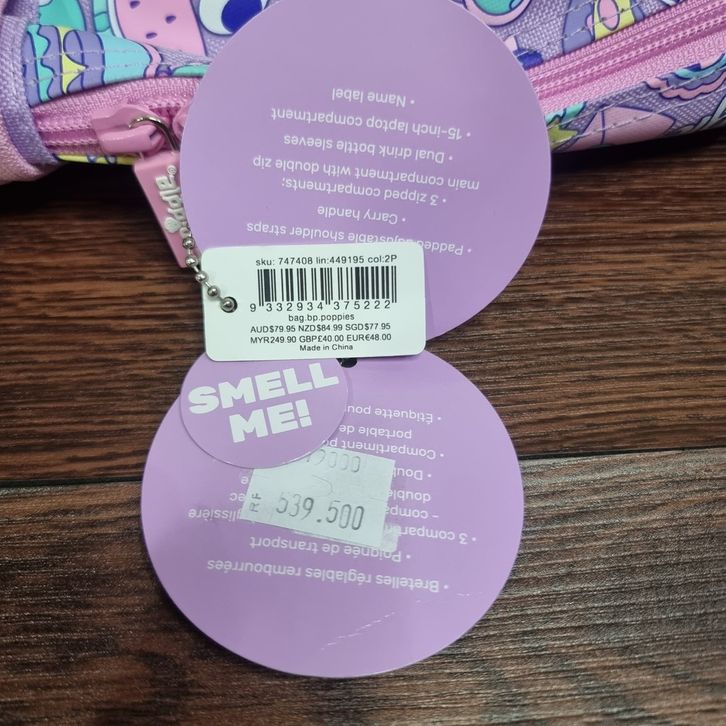 • Padded adjustable shoulder straps
• Carry handle
• 3 zipped compartments;
main compartment with double zip
• Dual drink bottle sleeves
• 15-inch laptop compartment
• Name label
sku: 747408 lin:449195 col:2P
9 332934 375222
bag.bp.poppies
AUD$79.95 NZD$84.99 SGD$77.95
MYR249.90 GBP£40.00 EUR€48.00
Made in China
SMELL
ME!
RF
539.500
• Bretelles réglables rembourrées
• Poignée de transport
• 3
glissière
• Compartiment
portable de
• Étiquette pour